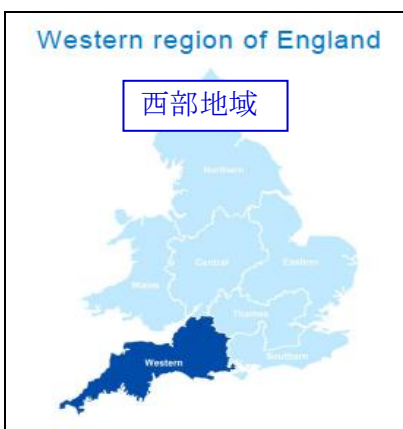 Western region of England
西部地域
Northern
Central
Eastern
Wales
Thames
Southern
Western